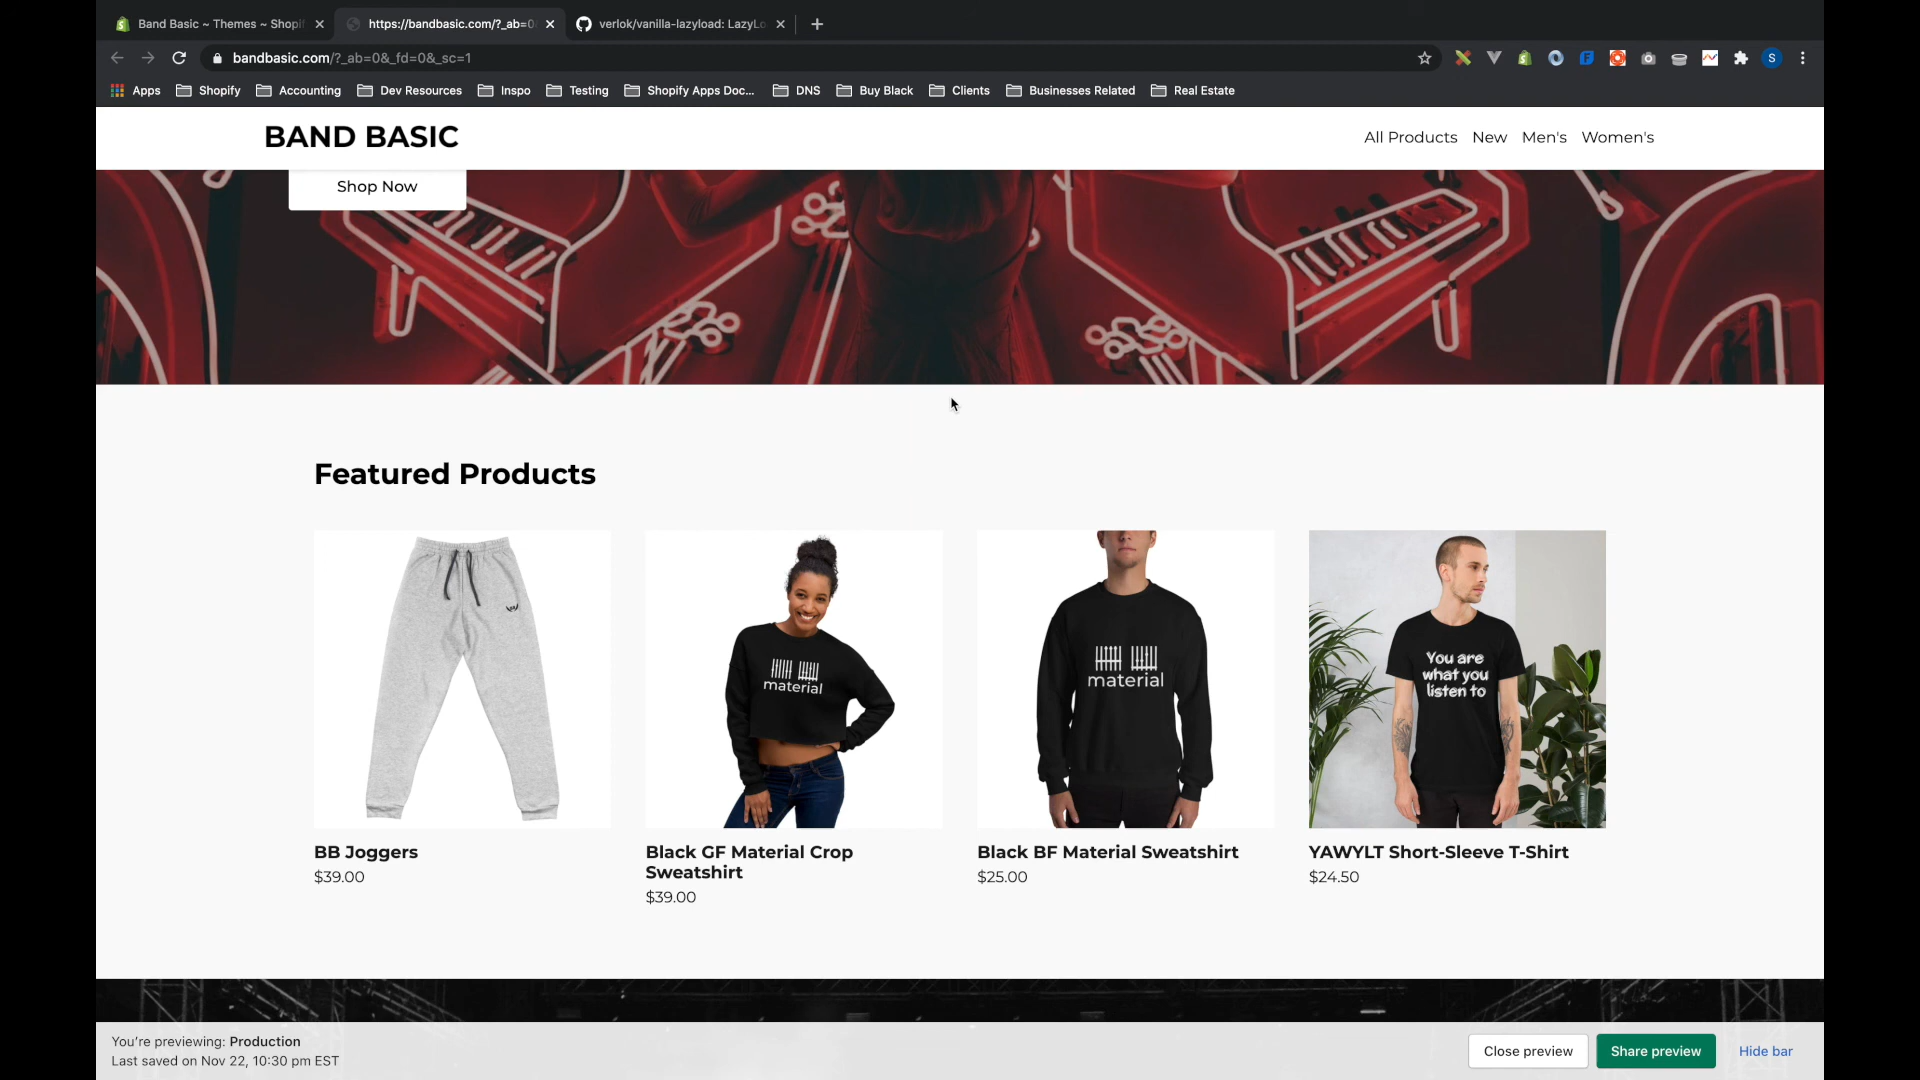 Band Basic ~ Themes ~ Shopif
https://bandbasic.com/?_ab=0
verlok/vanilla-lazyload: LazyLo
bandbasic.com/?_ab=0&_fd=0&_sc=1
S
Apps
Shopify
Accounting
Dev Resources
Inspo
Testing
Shopify Apps Doc...
DNS
Buy Black
Clients
Businesses Related
Real Estate
BAND BASIC
All Products
New
Men's
Women's
Shop Now
Featured Products
material
material
You are
what you
listen to
BB Joggers
$39.00
Black GF Material Crop
Sweatshirt
$39.00
Black BF Material Sweatshirt
$25.00
YAWYLT Short-Sleeve T-Shirt
$24.50
You're previewing: Production
Last saved on Nov 22, 10:30 pm EST
Close preview
Share preview
Hide bar